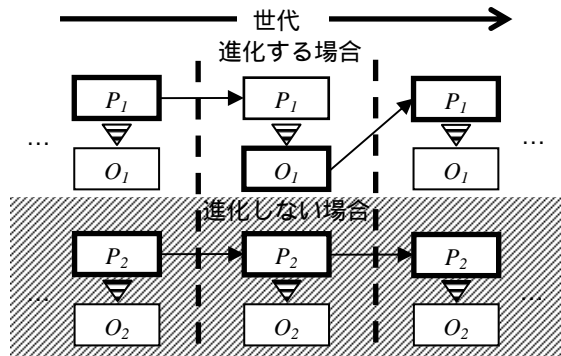 世代
進化する場合
P1 P1 P1
… …
O1 O1 O1
進化しない場合
P2 P2 P2
… …
O2 O2 O2